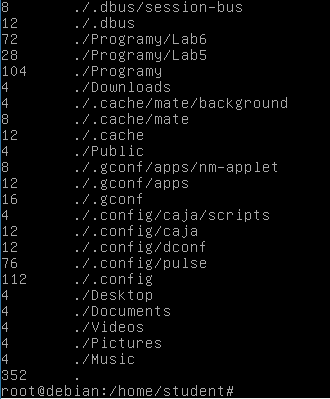 8 ./.dbus/session-bus
12 ./.dbus
72 ./Programy/Lab6
28 ./Programy/Lab5
104 ./Programy
4 ./Downloads
4 ./.cache/mate/background
8 ./.cache/mate
12 ./.cache
4 ./Public
8 ./.gconf/apps/nm-applet
12 ./.gconf/apps
16 ./.gconf
4 ./.config/caja/scripts
12 ./.config/caja
12 ./.config/dconf
76 ./.config/pulse
112 ./.config
4 ./Desktop
4 ./Documents
4 ./Videos
4 ./Pictures
4 ./Music
352 .
root@debian:/home/student#